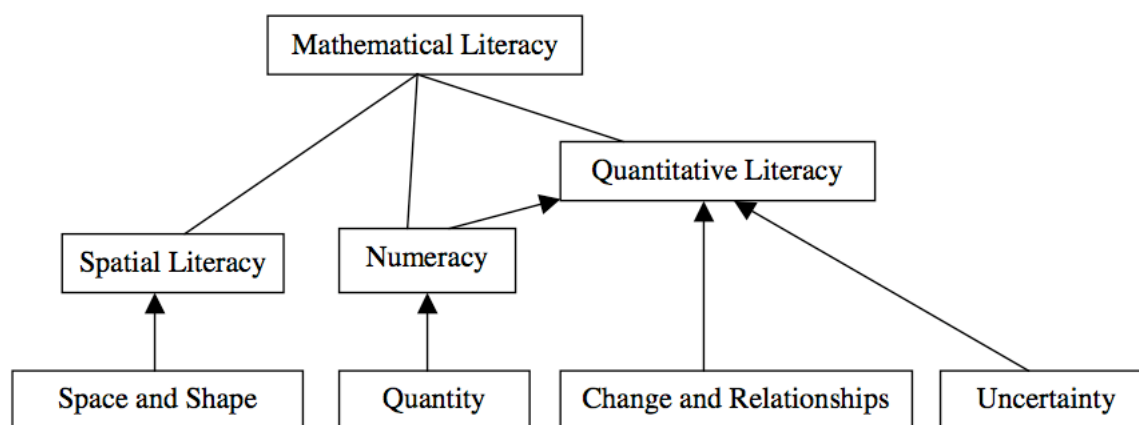 Mathematical Literacy
Quantitative Literacy
Spatial Literacy
Numeracy
Space and Shape
Quantity
Change and Relationships
Uncertainty